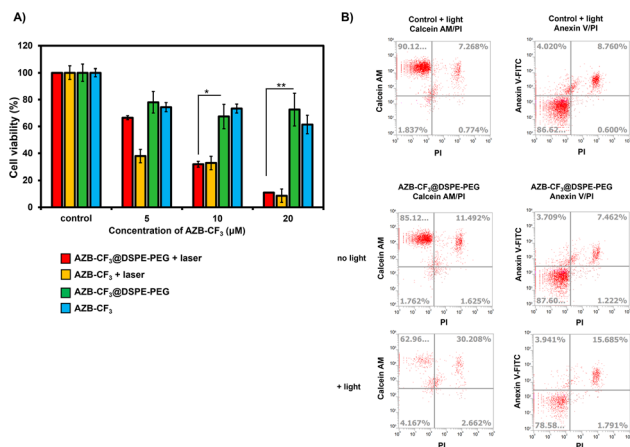 A)
Cell viability (%)
120
100
80
60
40
20
0
*
**
control
5
10
20
Concentration of AZB-CF₃ (µM)
AZB-CF₃@DSPE-PEG + laser
AZB-CF₃ + laser
AZB-CF₃@DSPE-PEG
AZB-CF₃
B)
Control + light
Calcein AM/PI
90.12...
7.268%
1.837%
0.774%
Calcein AM
PI
Control + light
Anexin V/PI
4.020%
8.760%
86.62...
0.600%
Anexin V-FITC
PI
AZB-CF₃@DSPE-PEG
Calcein AM/PI
no light
85.12...
11.492%
1.762%
1.625%
Calcein AM
PI
AZB-CF₃@DSPE-PEG
Anexin V/PI
3.709%
7.462%
87.60...
1.222%
Anexin V-FITC
PI
+ light
62.96...
30.208%
4.167%
2.662%
Calcein AM
PI
3.941%
15.685%
78.58...
1.791%
Anexin V-FITC
PI